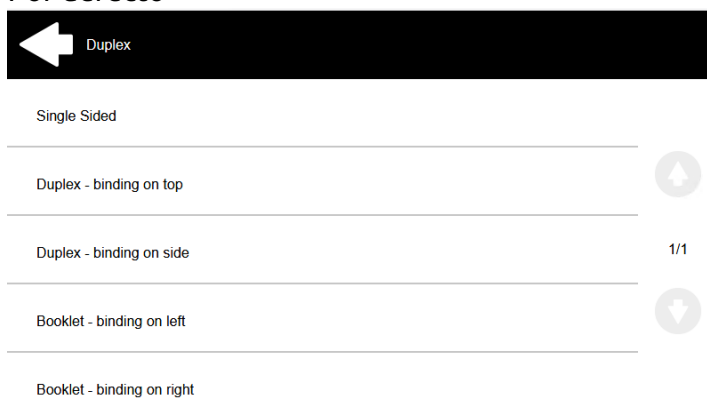 Duplex
Single Sided
Duplex - binding on top
Duplex - binding on side
1/1
Booklet - binding on left
Booklet - binding on right